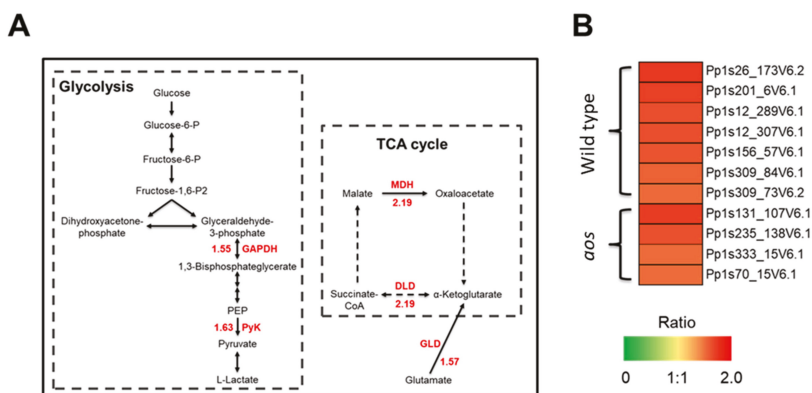 A
B
Glycolysis
Glucose
Glucose-6-P
Fructose-6-P
Fructose-1,6-P2
Dihydroxyacetone-
phosphate
Glyceraldehyde-
3-phosphate
1.55 GAPDH
1,3-Bisphosphateglycerate
PEP
1.63 PyK
Pyruvate
L-Lactate
TCA cycle
Malate
MDH
2.19
Oxaloacetate
Succinate-
CoA
DLD
2.19
α-Ketoglutarate
GLD
1.57
Glutamate
Wild type
aos
Pp1s26_173V6.2
Pp1s201_6V6.1
Pp1s12_289V6.1
Pp1s12_307V6.1
Pp1s156_57V6.1
Pp1s309_84V6.1
Pp1s309_73V6.2
Pp1s131_107V6.1
Pp1s235_138V6.1
Pp1s333_15V6.1
Pp1s70_15V6.1
Ratio
0 1:1 2.0